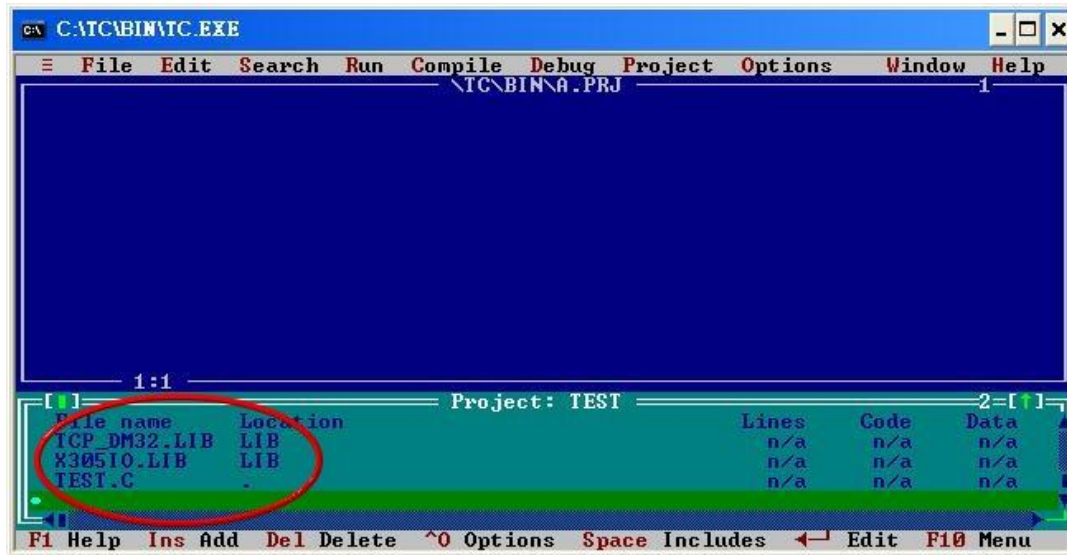 C:\TC\BIN\TC.EXE
≡ File Edit Search Run Compile Debug Project Options Window Help
\TC\BIN\A.PRJ 1
1:1
Project: TEST 2=[↑]
File name Location Lines Code Data
TCP_DM32.LIB LIB n/a n/a n/a
X305IO.LIB LIB n/a n/a n/a
TEST.C . n/a n/a n/a
F1 Help Ins Add Del Delete ^O Options Space Includes ←┘ Edit F10 Menu